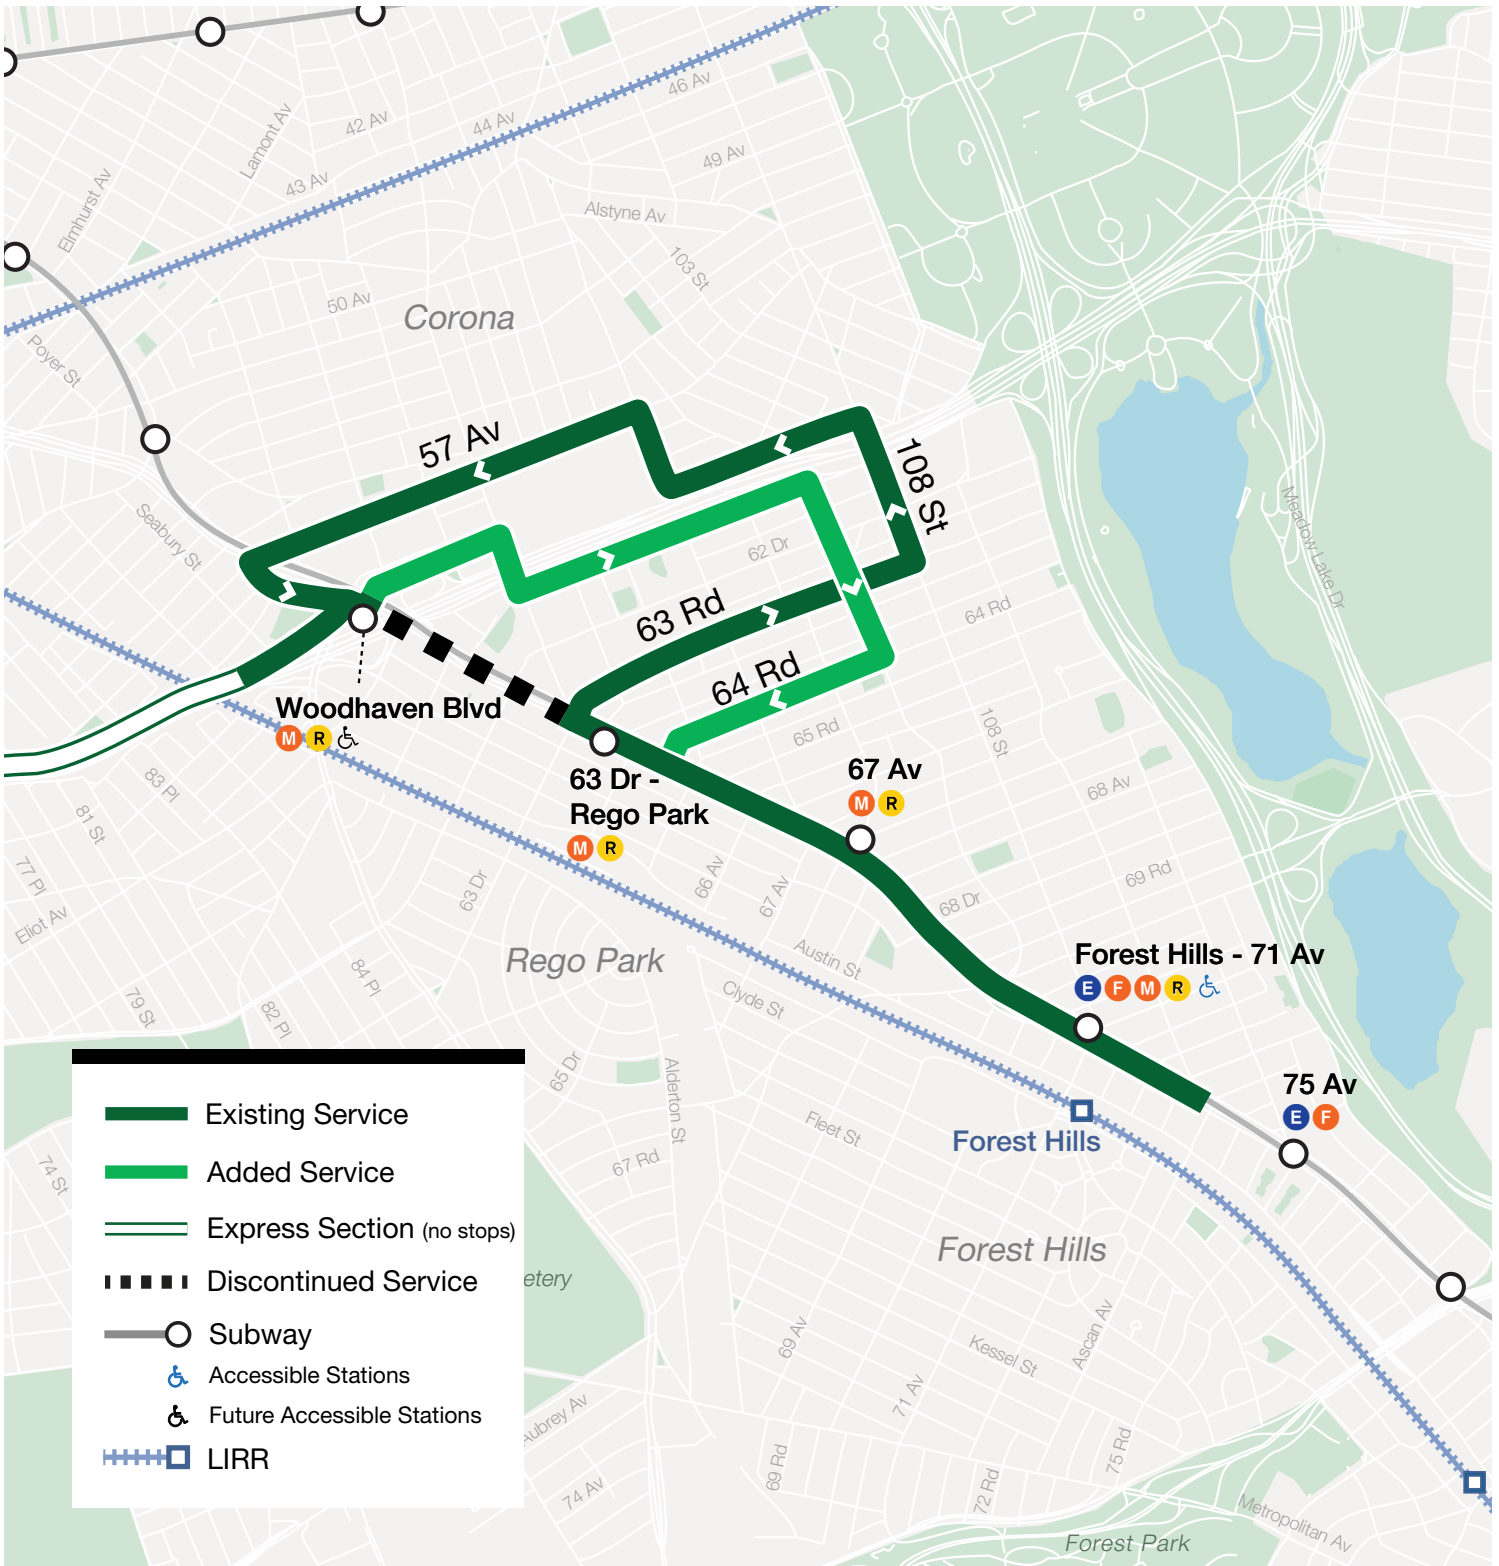 46 Av
Lamont Av
42 Av
44 Av
49 Av
43 Av
Elmhurst Av
Alstyne Av
103 St
50 Av
Corona
Poyer St
57 Av
108 St
Seabury St
Meadow Lake Dr
62 Dr
63 Rd
64 Rd
64 Rd
Woodhaven Blvd
M R
65 Rd
108 St
63 Dr -
Rego Park
M R
67 Av
M R
83 Pl
81 St
68 Av
77 Pl
Eliot Av
63 Dr
66 Av
67 Av
68 Dr
69 Rd
Rego Park
Austin St
Forest Hills - 71 Av
E F M R
84 Pl
Clyde St
79 St
82 Pl
65 Dr
Alderton St
75 Av
E F
Forest Hills
Fleet St
67 Rd
74 St
Existing Service
Added Service
Express Section (no stops)
Discontinued Service
Subway
Accessible Stations
Future Accessible Stations
LIRR
etery
Forest Hills
69 Av
Kessel St
Ascan Av
71 Av
Aubrey Av
69 Rd
75 Rd
74 Av
72 Rd
Metropolitan Av
Forest Park